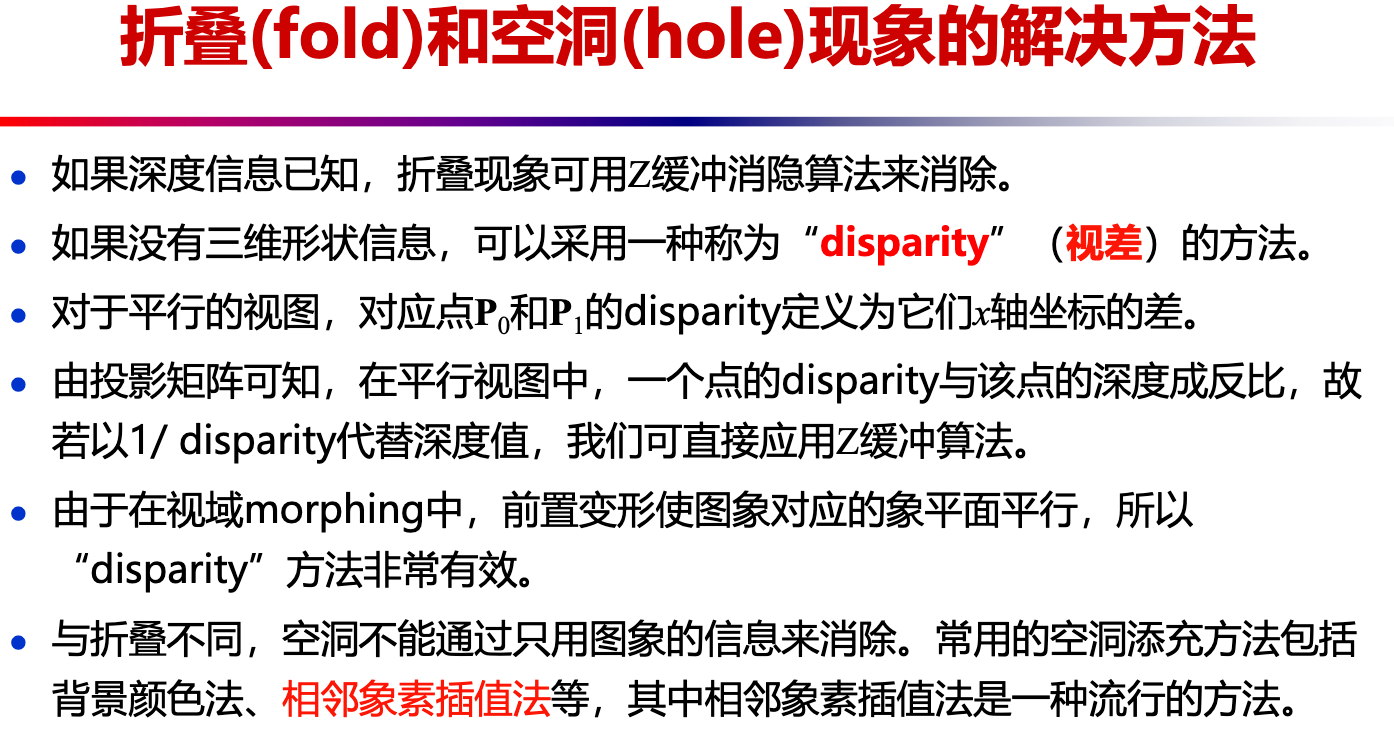 折叠(fold)和空洞(hole)现象的解决方法
• 如果深度信息已知，折叠现象可用Z缓冲消隐算法来消除。
• 如果没有三维形状信息，可以采用一种称为“disparity”（视差）的方法。
• 对于平行的视图，对应点P0和P1的disparity定义为它们x轴坐标的差。
• 由投影矩阵可知，在平行视图中，一个点的disparity与该点的深度成反比，故
若以1/ disparity代替深度值，我们可直接应用Z缓冲算法。
• 由于在视域morphing中，前置变形使图象对应的象平面平行，所以
“disparity”方法非常有效。
• 与折叠不同，空洞不能通过只用图象的信息来消除。常用的空洞添充方法包括
背景颜色法、相邻象素插值法等，其中相邻象素插值法是一种流行的方法。